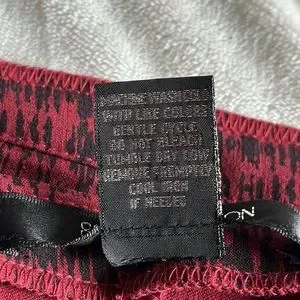 MACHINE WASH COLD
WITH LIKE COLORS
GENTLE CYCLE
DO NOT BLEACH
TUMBLE DRY LOW
REMOVE PROMPTLY
COOL IRON
IF NEEDED